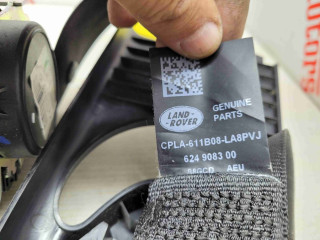 LAND-
ROVER
GENUINE
PARTS
CPLA-611B08-LA8PVJ
624 9083 00
AEU